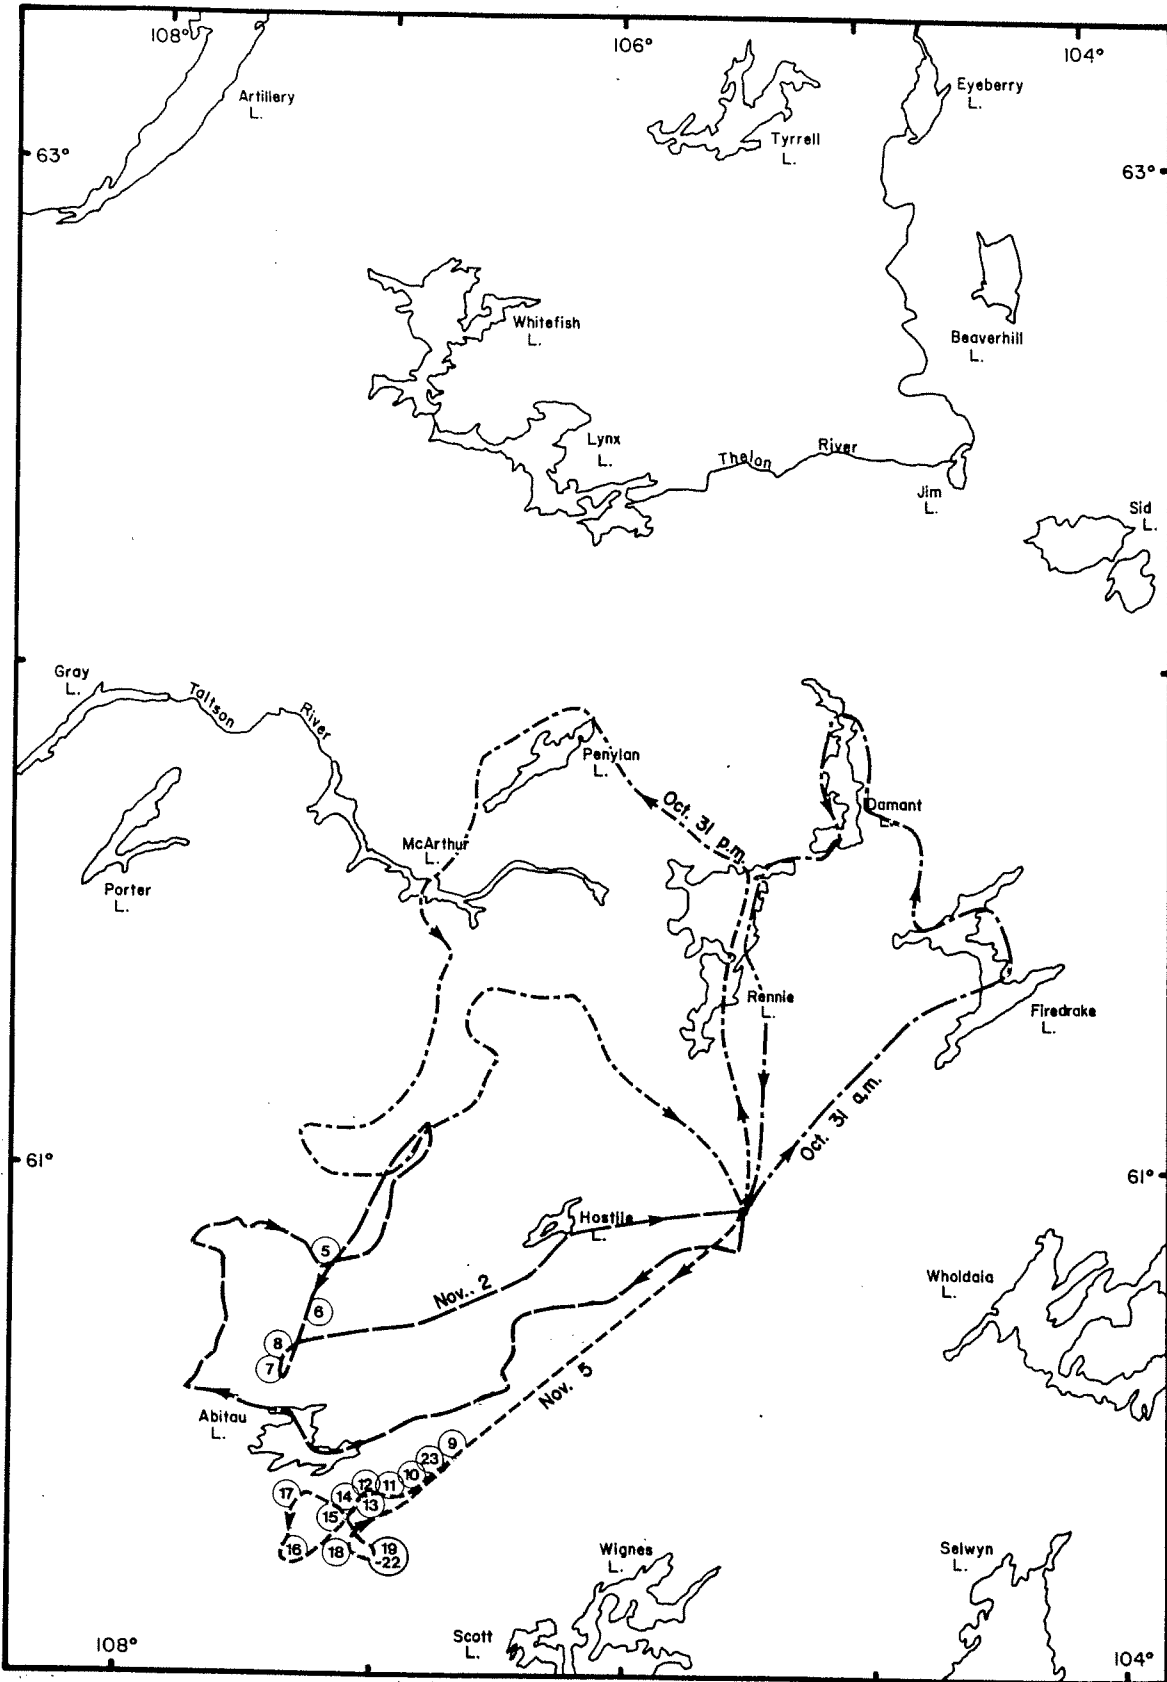 108°
106°
104°
Artillery
L.
Eyeberry
L.
Tyrrell
L.
63°
63°
Whitefish
L.
Beaverhill
L.
Lynx
L.
Thelon River
Jim
L.
Sid
L.
Gray
L.
Taltson River
Penylan
L.
Oct. 31 p.m.
Damant
L.
McArthur
L.
Porter
L.
Rennie
L.
Firedrake
L.
Oct. 31 a.m.
61°
61°
Hostile
L.
5
6
Nov. 2
8
7
Wholdaia
L.
Nov. 5
Abitau
L.
9
23
10
11
12
13
14
15
17
16
18
19
-22
Wignes
L.
Selwyn
L.
Scott
L.
108°
104°